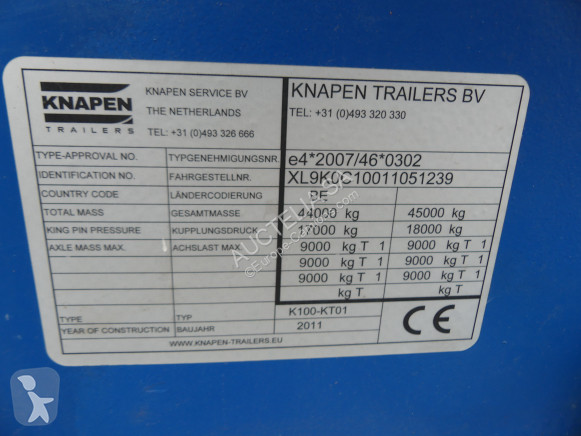 KNAPEN
TRAILERS
KNAPEN SERVICE BV
THE NETHERLANDS
TEL: +31 (0)493 326 666
KNAPEN TRAILERS BV
TEL: +31 (0)493 320 330
TYPE-APPROVAL NO. TYPGENEHMIGUNGSNR. e4*2007/46*0302
IDENTIFICATION NO. FAHRGESTELLNR. XL9K0C10011051239
COUNTRY CODE LÄNDERCODIERUNG BE
TOTAL MASS GESAMTMASSE 44000 kg 45000 kg
KING PIN PRESSURE KUPPLUNGSDRUCK 17000 kg 18000 kg
AXLE MASS MAX. ACHSLAST MAX. 9000 kg T 1 9000 kg T 1
9000 kg T 1 9000 kg T 1
9000 kg T 1 9000 kg T 1
kg T kg T
TYPE TYP K100-KT01
YEAR OF CONSTRUCTION BAUJAHR 2011
WWW.KNAPEN-TRAILERS.EU
CE